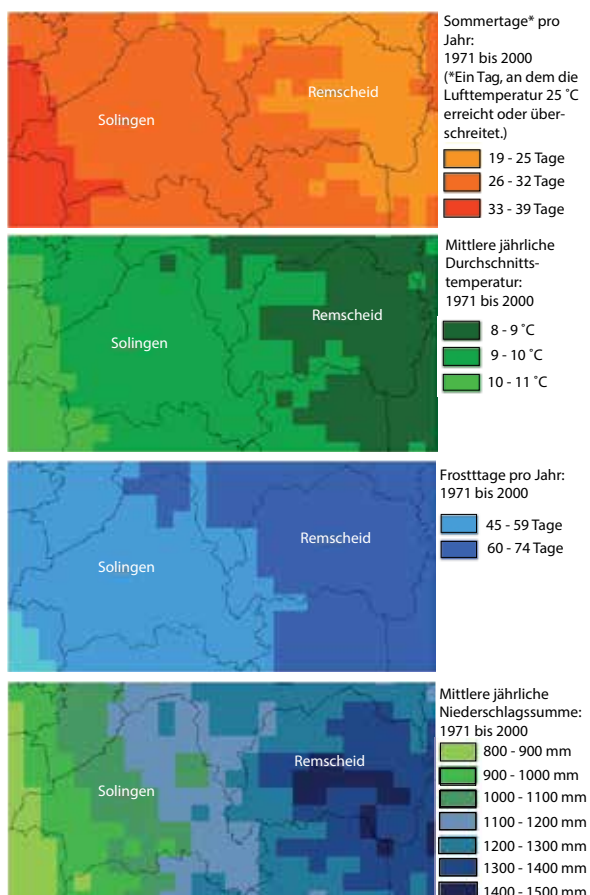 Sommertage* pro
Jahr:
1971 bis 2000
(*Ein Tag, an dem die
Lufttemperatur 25 ˚C
erreicht oder über-
schreitet.)
19 - 25 Tage
26 - 32 Tage
33 - 39 Tage
Remscheid
Solingen
Mittlere jährliche
Durchschnitts-
temperatur:
1971 bis 2000
8 - 9 ˚C
9 - 10 ˚C
10 - 11 ˚C
Remscheid
Solingen
Frostttage pro Jahr:
1971 bis 2000
45 - 59 Tage
60 - 74 Tage
Remscheid
Solingen
Mittlere jährliche
Niederschlagssumme:
1971 bis 2000
800 - 900 mm
900 - 1000 mm
1000 - 1100 mm
1100 - 1200 mm
1200 - 1300 mm
1300 - 1400 mm
1400 - 1500 mm
Remscheid
Solingen